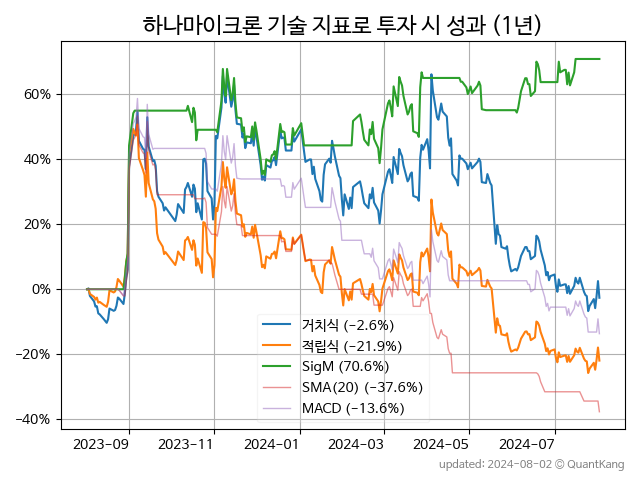 하나마이크론 기술 지표로 투자 시 성과 (1년)
60%
40%
20%
0%
−20%
−40%
거치식 (−2.6%)
적립식 (−21.9%)
SigM (70.6%)
SMA(20) (−37.6%)
MACD (−13.6%)
2023-09 2023-11 2024-01 2024-03 2024-05 2024-07
updated: 2024-08-02 © QuantKang